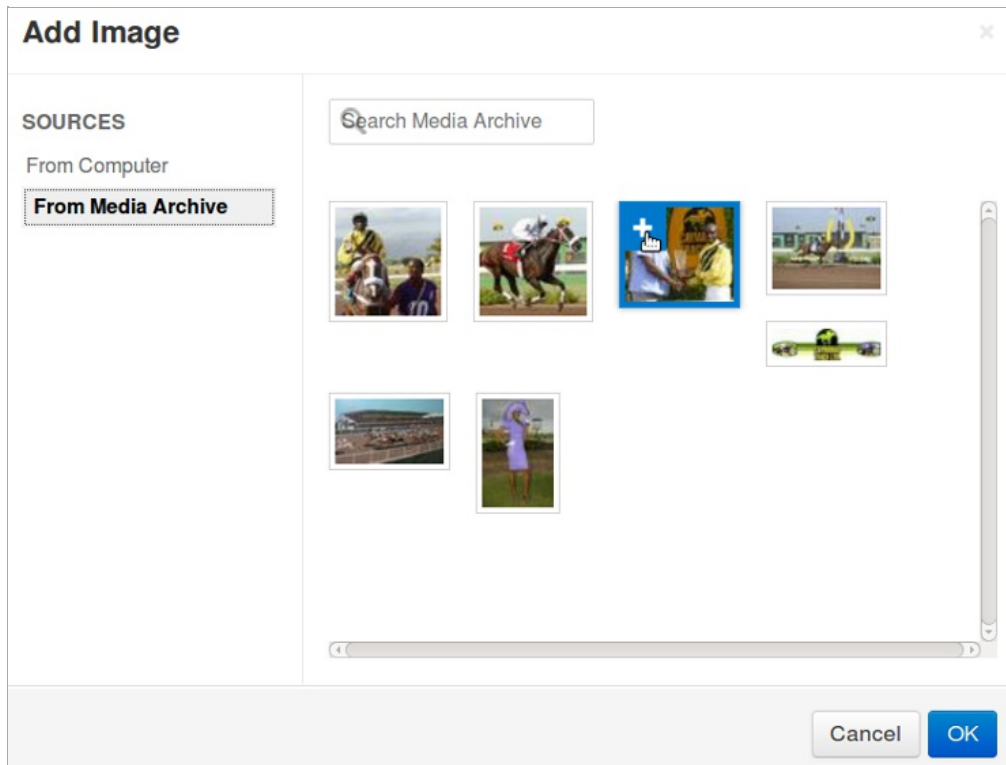 Add Image
SOURCES
From Computer
From Media Archive
Search Media Archive
Cancel
OK